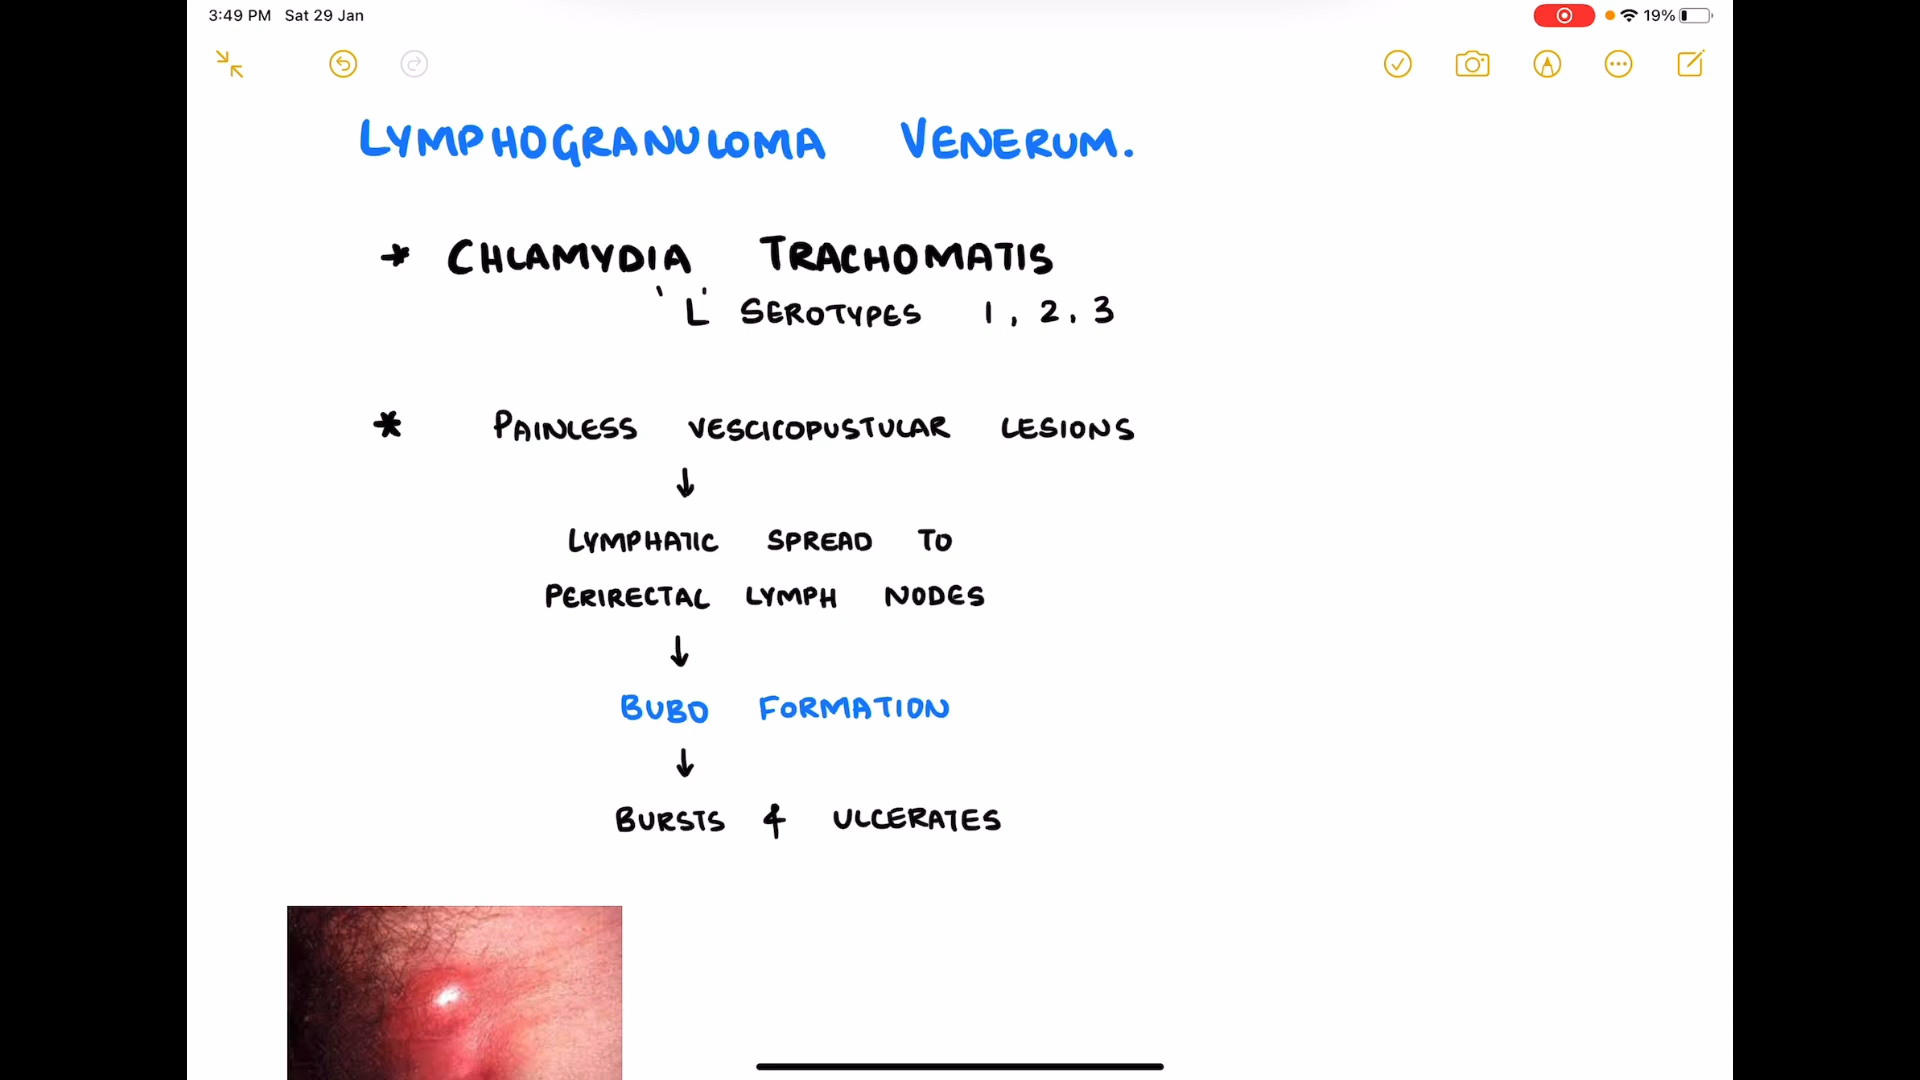 3:49 PM Sat 29 Jan 19%
LYMPHOGRANULOMA VENERUM.
* CHLAMYDIA TRACHOMATIS
'L' SEROTYPES 1, 2, 3
* PAINLESS VESCICOPUSTULAR LESIONS
↓
LYMPHATIC SPREAD TO
PERIRECTAL LYMPH NODES
↓
BUBO FORMATION
↓
BURSTS & ULCERATES